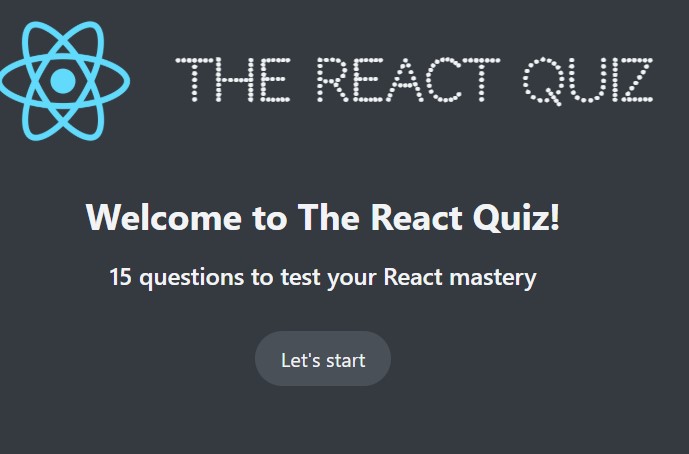 THE REACT QUIZ
Welcome to The React Quiz!
15 questions to test your React mastery
Let's start